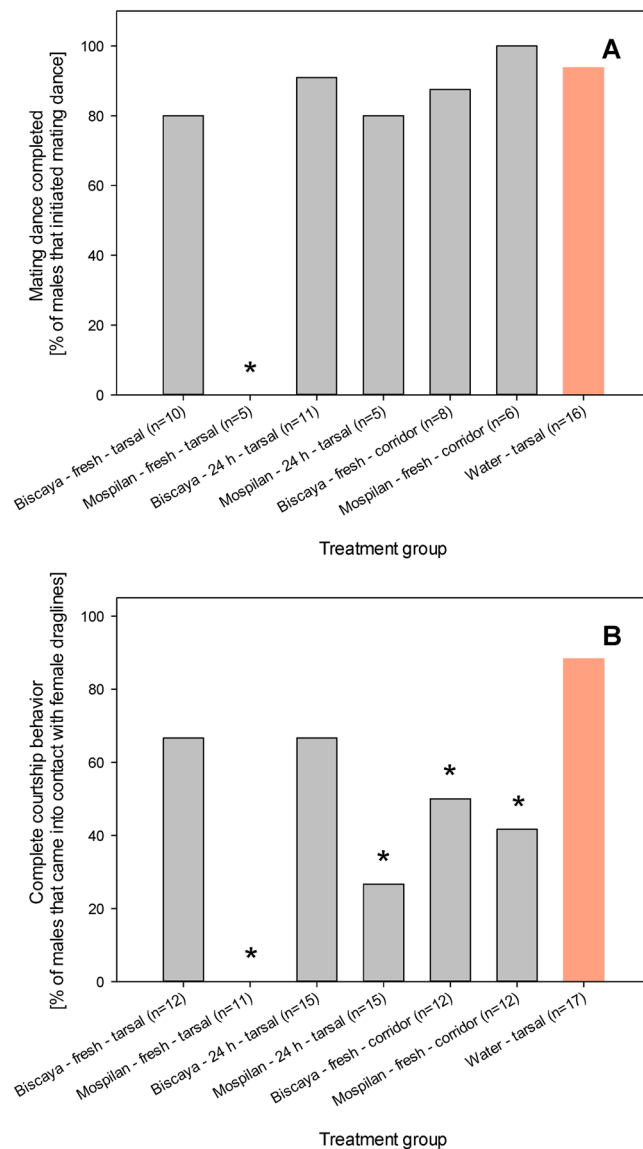 A
Mating dance completed
[% of males that initiated mating dance]
100
80
60
40
20
0
*
Biscaya - fresh - tarsal (n=10)
Mospilan - fresh - tarsal (n=5)
Biscaya - 24 h - tarsal (n=11)
Mospilan - 24 h - tarsal (n=5)
Biscaya - fresh - corridor (n=8)
Mospilan - fresh - corridor (n=6)
Water - tarsal (n=16)
Treatment group
B
Complete courtship behavior
[% of males that came into contact with female draglines]
100
80
60
40
20
0
*
*
*
*
Biscaya - fresh - tarsal (n=12)
Mospilan - fresh - tarsal (n=11)
Biscaya - 24 h - tarsal (n=15)
Mospilan - 24 h - tarsal (n=15)
Biscaya - fresh - corridor (n=12)
Mospilan - fresh - corridor (n=12)
Water - tarsal (n=17)
Treatment group